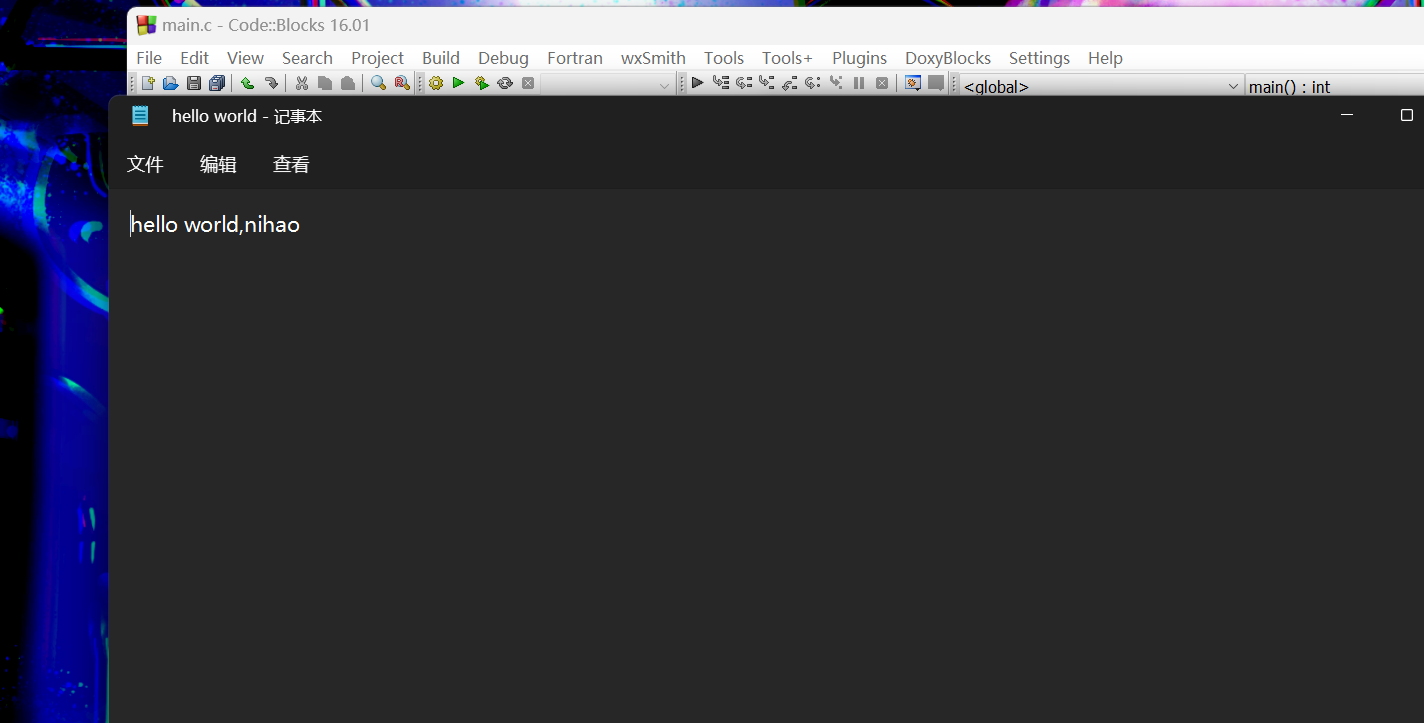 main.c - Code::Blocks 16.01
File Edit View Search Project Build Debug Fortran wxSmith Tools Tools+ Plugins DoxyBlocks Settings Help
<global> main() : int
hello world - 记事本
文件 编辑 查看
hello world,nihao